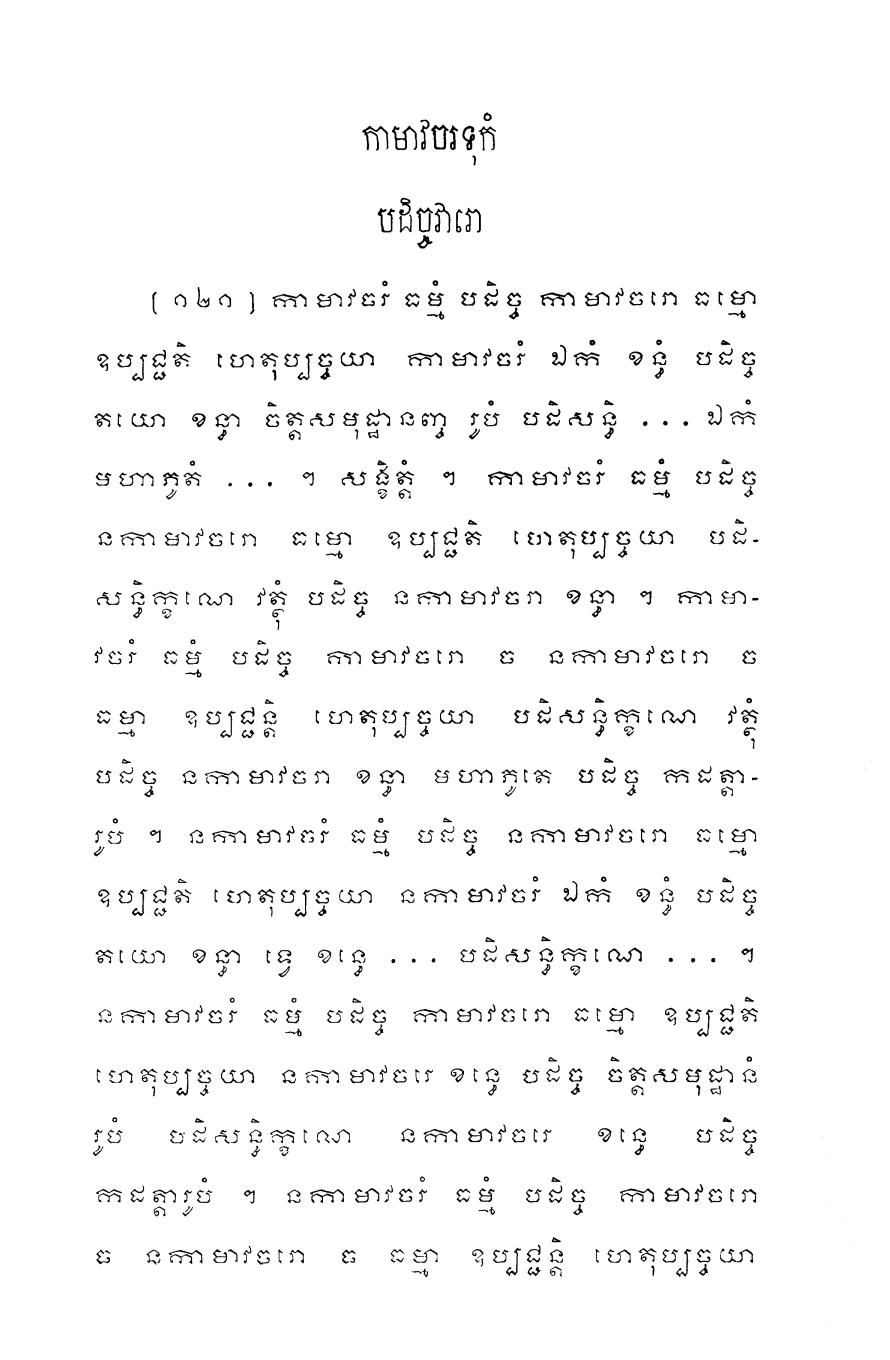 កាមាវចរទុកំ
បដិច្ចវារោ
[ ១២១ ] កាមាវចរំ ធម្មំ បដិច្ច កាមាវចរោ ធម្មោ
ឧប្បជ្ជតិ ហេតុប្បច្ចយា កាមាវចរំ ឯកំ ខន្ធំ បដិច្ច
តយោ ខន្ធា ចិត្តសមុដ្ឋានញ្ច រូបំ បដិសន្ធិ ... ឯកំ
មហាភូតំ ... ។ សង្ខិត្តំ ។ កាមាវចរំ ធម្មំ បដិច្ច
នកាមាវចរោ ធម្មោ ឧប្បជ្ជតិ ហេតុប្បច្ចយា បដិ-
សន្ធិក្ខណេ វត្ថុំ បដិច្ច នកាមាវចរា ខន្ធា ។ កាមា-
វចរំ ធម្មំ បដិច្ច កាមាវចរោ ច នកាមាវចរោ ច
ធម្មា ឧប្បជ្ជន្តិ ហេតុប្បច្ចយា បដិសន្ធិក្ខណេ វត្ថុំ
បដិច្ច នកាមាវចរា ខន្ធា មហាភូតេ បដិច្ច កដត្តា-
រូបំ ។ នកាមាវចរំ ធម្មំ បដិច្ច នកាមាវចរោ ធម្មោ
ឧប្បជ្ជតិ ហេតុប្បច្ចយា នកាមាវចរំ ឯកំ ខន្ធំ បដិច្ច
តយោ ខន្ធា ទ្វេ ខន្ធេ ... បដិសន្ធិក្ខណេ ... ។
នកាមាវចរំ ធម្មំ បដិច្ច កាមាវចរោ ធម្មោ ឧប្បជ្ជតិ
ហេតុប្បច្ចយា នកាមាវចរេ ខន្ធេ បដិច្ច ចិត្តសមុដ្ឋានំ
រូបំ បដិសន្ធិក្ខណេ នកាមាវចរេ ខន្ធេ បដិច្ច
កដត្តារូបំ ។ នកាមាវចរំ ធម្មំ បដិច្ច កាមាវចរោ
ច នកាមាវចរោ ច ធម្មា ឧប្បជ្ជន្តិ ហេតុប្បច្ចយា